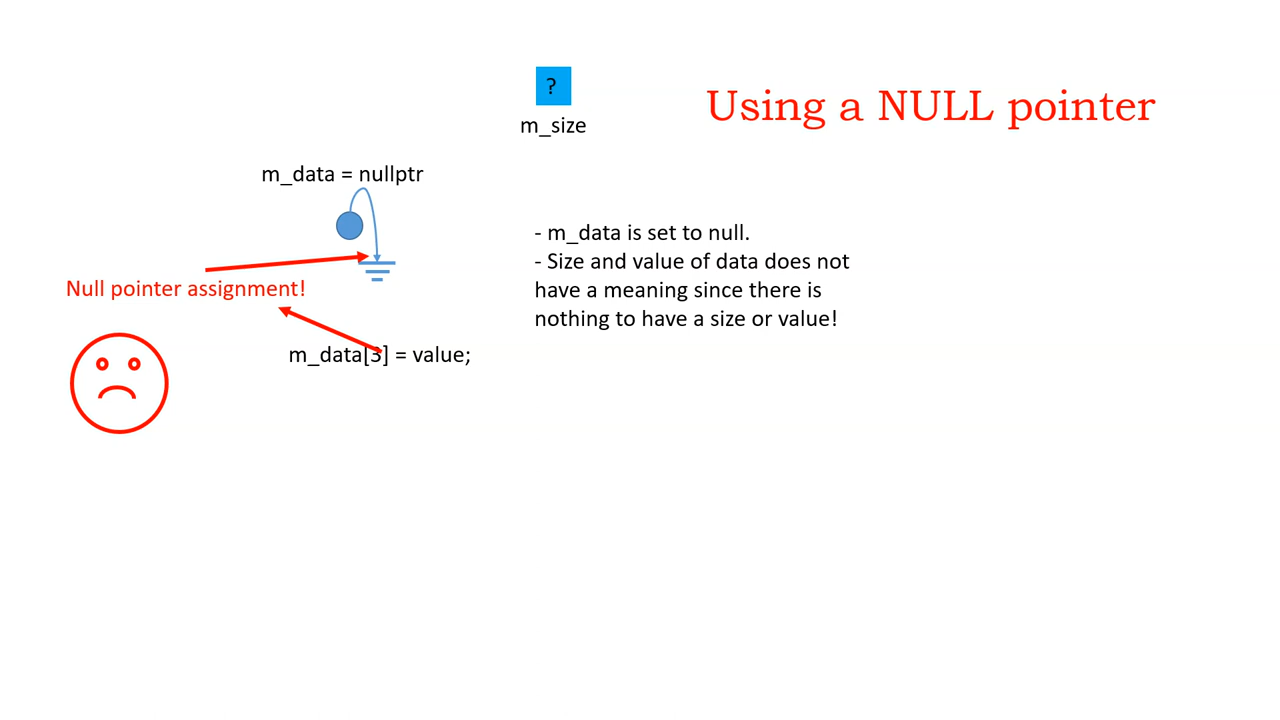 ?
m_size
Using a NULL pointer
m_data = nullptr
- m_data is set to null.
- Size and value of data does not
have a meaning since there is
nothing to have a size or value!
Null pointer assignment!
m_data[3] = value;